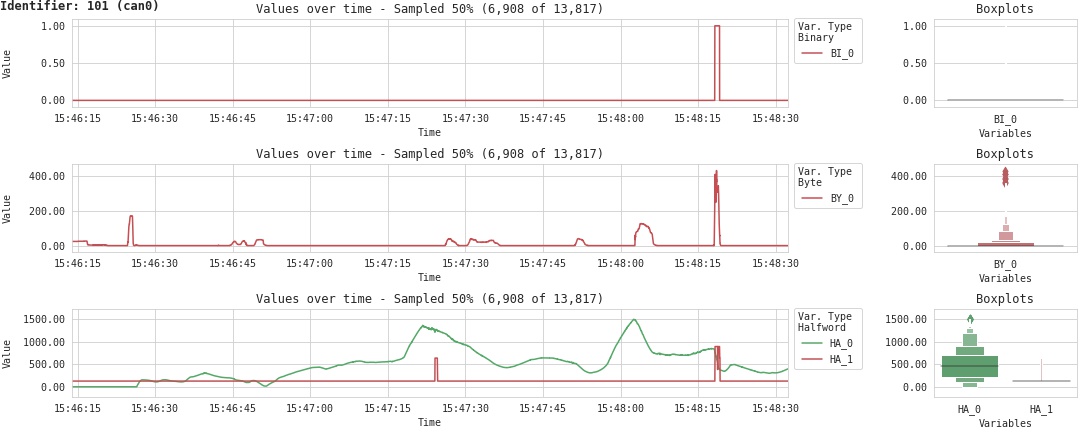 Identifier: 101 (can0)
Values over time - Sampled 50% (6,908 of 13,817)
Boxplots
Value
1.00
0.50
0.00
15:46:15 15:46:30 15:46:45 15:47:00 15:47:15 15:47:30 15:47:45 15:48:00 15:48:15 15:48:30
Time
Var. Type
Binary
BI_0
1.00
0.50
0.00
BI_0
Variables
Values over time - Sampled 50% (6,908 of 13,817)
Boxplots
Value
400.00
200.00
0.00
15:46:15 15:46:30 15:46:45 15:47:00 15:47:15 15:47:30 15:47:45 15:48:00 15:48:15 15:48:30
Time
Var. Type
Byte
BY_0
400.00
200.00
0.00
BY_0
Variables
Values over time - Sampled 50% (6,908 of 13,817)
Boxplots
Value
1500.00
1000.00
500.00
0.00
15:46:15 15:46:30 15:46:45 15:47:00 15:47:15 15:47:30 15:47:45 15:48:00 15:48:15 15:48:30
Time
Var. Type
Halfword
HA_0
HA_1
1500.00
1000.00
500.00
0.00
HA_0 HA_1
Variables